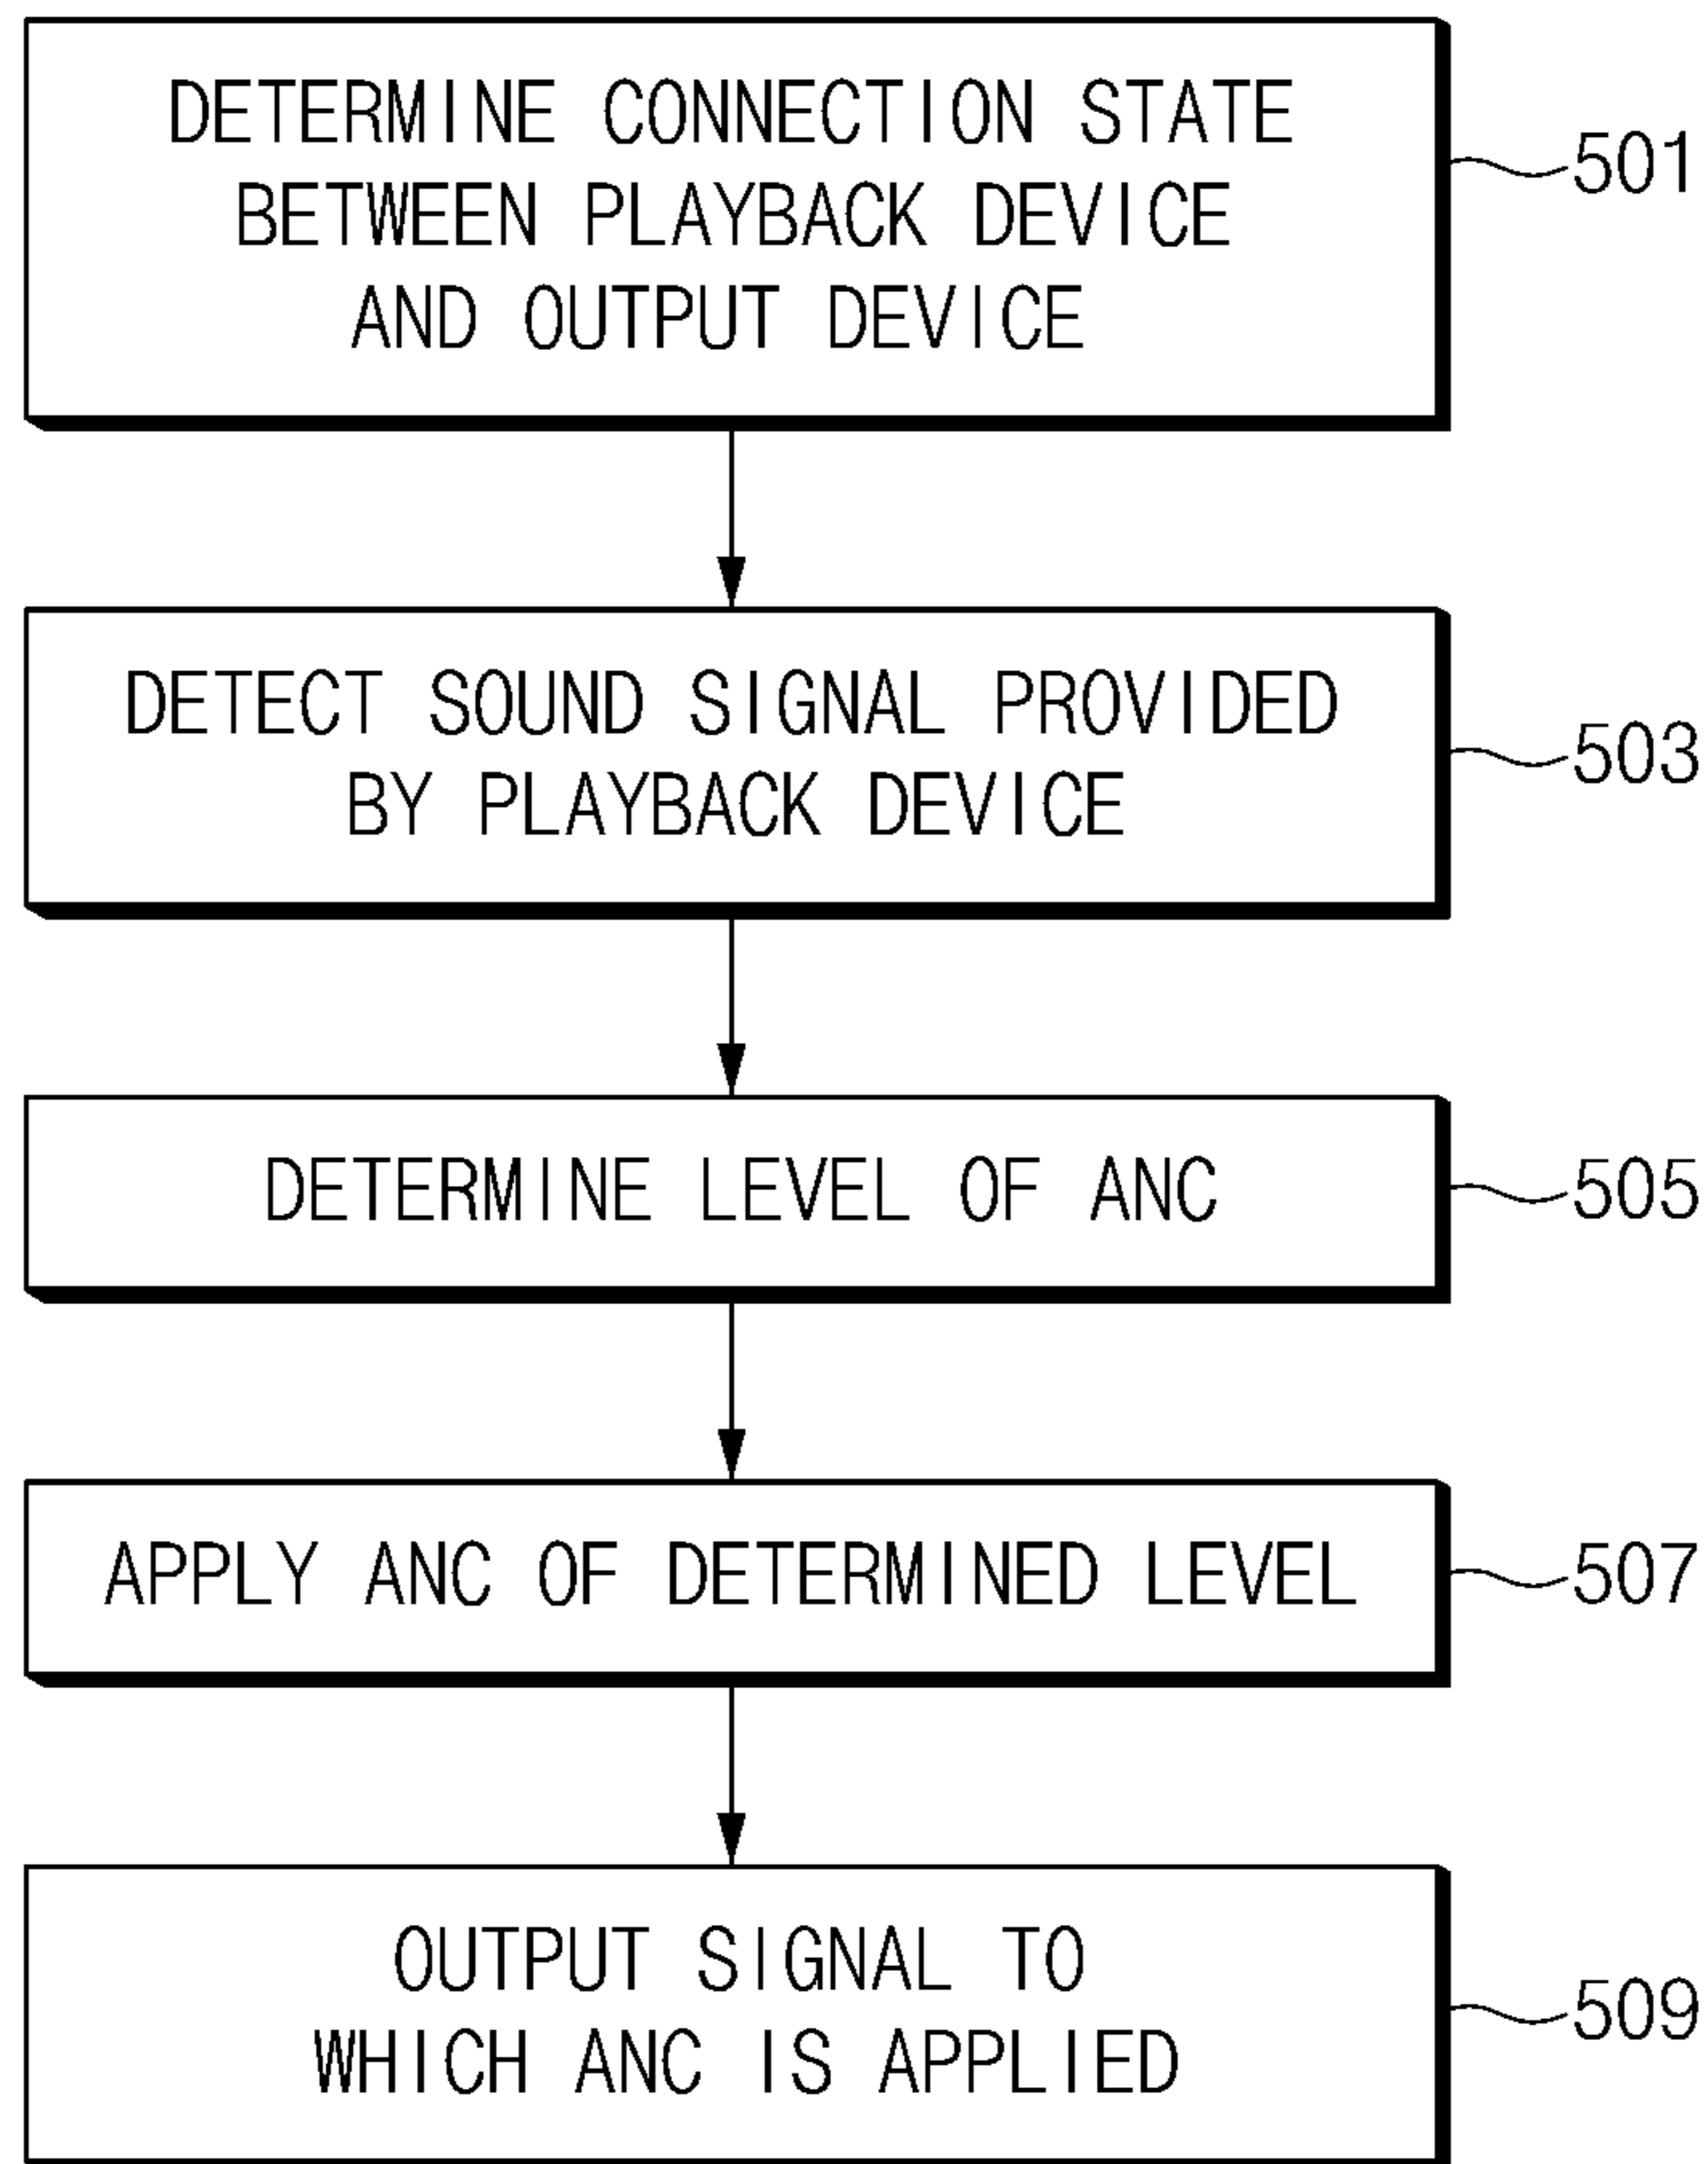 DETERMINE CONNECTION STATE
BETWEEN PLAYBACK DEVICE
AND OUTPUT DEVICE
501
DETECT SOUND SIGNAL PROVIDED
BY PLAYBACK DEVICE
503
DETERMINE LEVEL OF ANC
505
APPLY ANC OF DETERMINED LEVEL
507
OUTPUT SIGNAL TO
WHICH ANC IS APPLIED
509